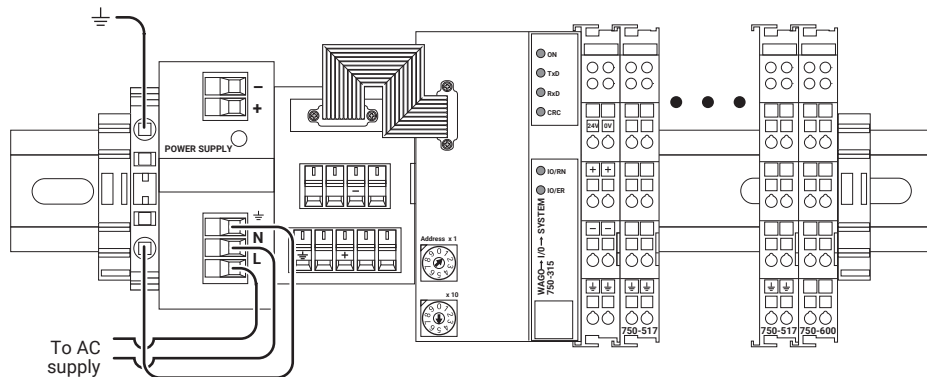 −
+
POWER SUPPLY
N
L
To AC
supply
−
+
Address x 1
x 10
ON
TxD
RxD
CRC
IO/RN
IO/ER
WAGO→ I/O→ SYSTEM
750-315
24V 0V
+ +
− −
750-517
750-517
750-600